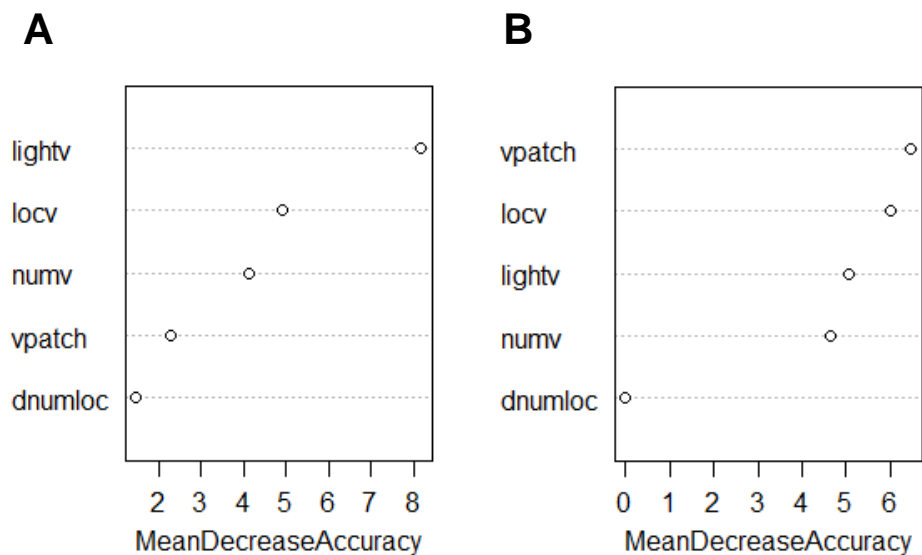 A
lightv
locv
numv
vpatch
dnumloc
2 3 4 5 6 7 8
MeanDecreaseAccuracy
B
vpatch
locv
lightv
numv
dnumloc
0 1 2 3 4 5 6
MeanDecreaseAccuracy